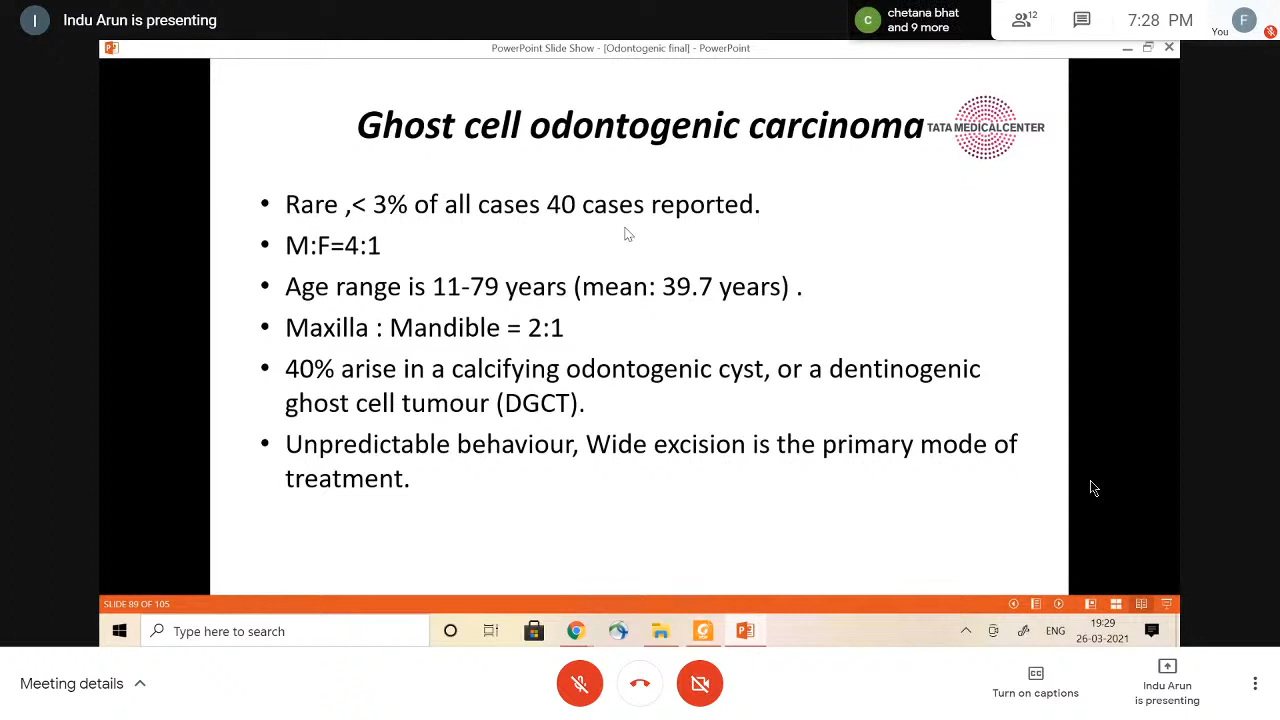 I Indu Arun is presenting
c chetana bhat and 9 more
12
7:28 PM
F
You
PowerPoint Slide Show - [Odontogenic final] - PowerPoint
Ghost cell odontogenic carcinoma
TATA MEDICAL CENTER
• Rare ,< 3% of all cases 40 cases reported.
• M:F=4:1
• Age range is 11-79 years (mean: 39.7 years) .
• Maxilla : Mandible = 2:1
• 40% arise in a calcifying odontogenic cyst, or a dentinogenic
ghost cell tumour (DGCT).
• Unpredictable behaviour, Wide excision is the primary mode of
treatment.
SLIDE 89 OF 105
Type here to search
ENG
19:29
26-03-2021
Meeting details
Turn on captions
Indu Arun
is presenting